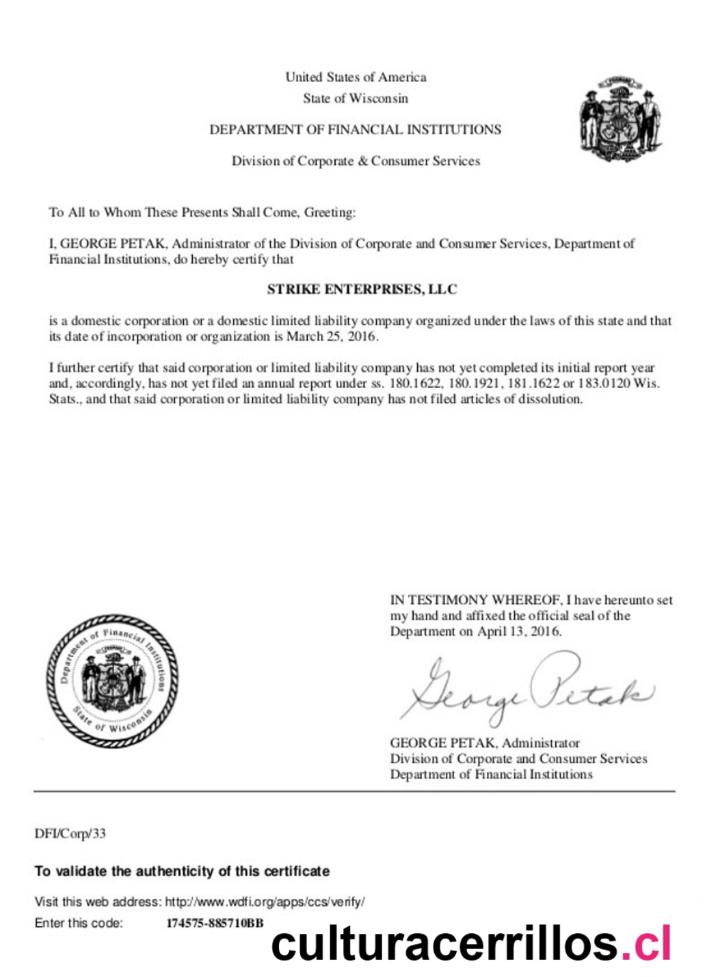 United States of America
State of Wisconsin
DEPARTMENT OF FINANCIAL INSTITUTIONS
Division of Corporate & Consumer Services
To All to Whom These Presents Shall Come, Greeting:
I, GEORGE PETAK, Administrator of the Division of Corporate and Consumer Services, Department of
Financial Institutions, do hereby certify that
STRIKE ENTERPRISES, LLC
is a domestic corporation or a domestic limited liability company organized under the laws of this state and that
its date of incorporation or organization is March 25, 2016.
I further certify that said corporation or limited liability company has not yet completed its initial report year
and, accordingly, has not yet filed an annual report under ss. 180.1622, 180.1921, 181.1622 or 183.0120 Wis.
Stats., and that said corporation or limited liability company has not filed articles of dissolution.
IN TESTIMONY WHEREOF, I have hereunto set
my hand and affixed the official seal of the
Department on April 13, 2016.
Department of Financial Institutions
State of Wisconsin
George Petak
GEORGE PETAK, Administrator
Division of Corporate and Consumer Services
Department of Financial Institutions
DFI/Corp/33
To validate the authenticity of this certificate
Visit this web address: http://www.wdfi.org/apps/ccs/verify/
Enter this code: 174575-885710BB
culturacerrillos.cl